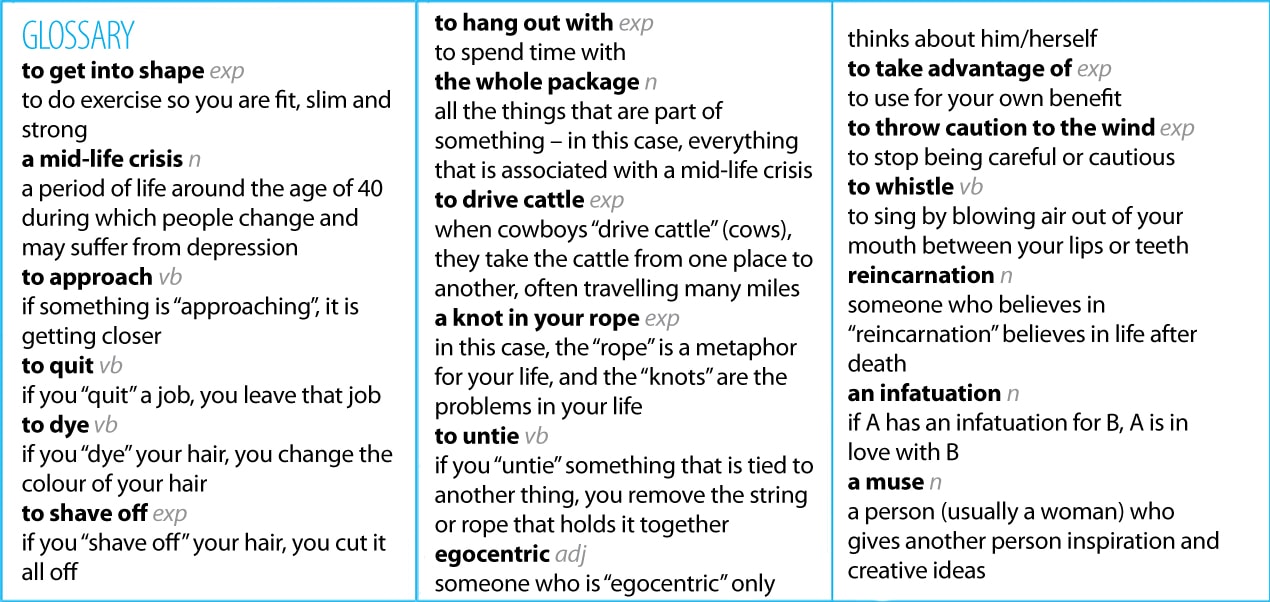 GLOSSARY
to get into shape exp
to do exercise so you are fit, slim and
strong
a mid-life crisis n
a period of life around the age of 40
during which people change and
may suffer from depression
to approach vb
if something is “approaching”, it is
getting closer
to quit vb
if you “quit” a job, you leave that job
to dye vb
if you “dye” your hair, you change the
colour of your hair
to shave off exp
if you “shave off” your hair, you cut it
all off
to hang out with exp
to spend time with
the whole package n
all the things that are part of
something – in this case, everything
that is associated with a mid-life crisis
to drive cattle exp
when cowboys “drive cattle” (cows),
they take the cattle from one place to
another, often travelling many miles
a knot in your rope exp
in this case, the “rope” is a metaphor
for your life, and the “knots” are the
problems in your life
to untie vb
if you “untie” something that is tied to
another thing, you remove the string
or rope that holds it together
egocentric adj
someone who is “egocentric” only
thinks about him/herself
to take advantage of exp
to use for your own benefit
to throw caution to the wind exp
to stop being careful or cautious
to whistle vb
to sing by blowing air out of your
mouth between your lips or teeth
reincarnation n
someone who believes in
“reincarnation” believes in life after
death
an infatuation n
if A has an infatuation for B, A is in
love with B
a muse n
a person (usually a woman) who
gives another person inspiration and
creative ideas